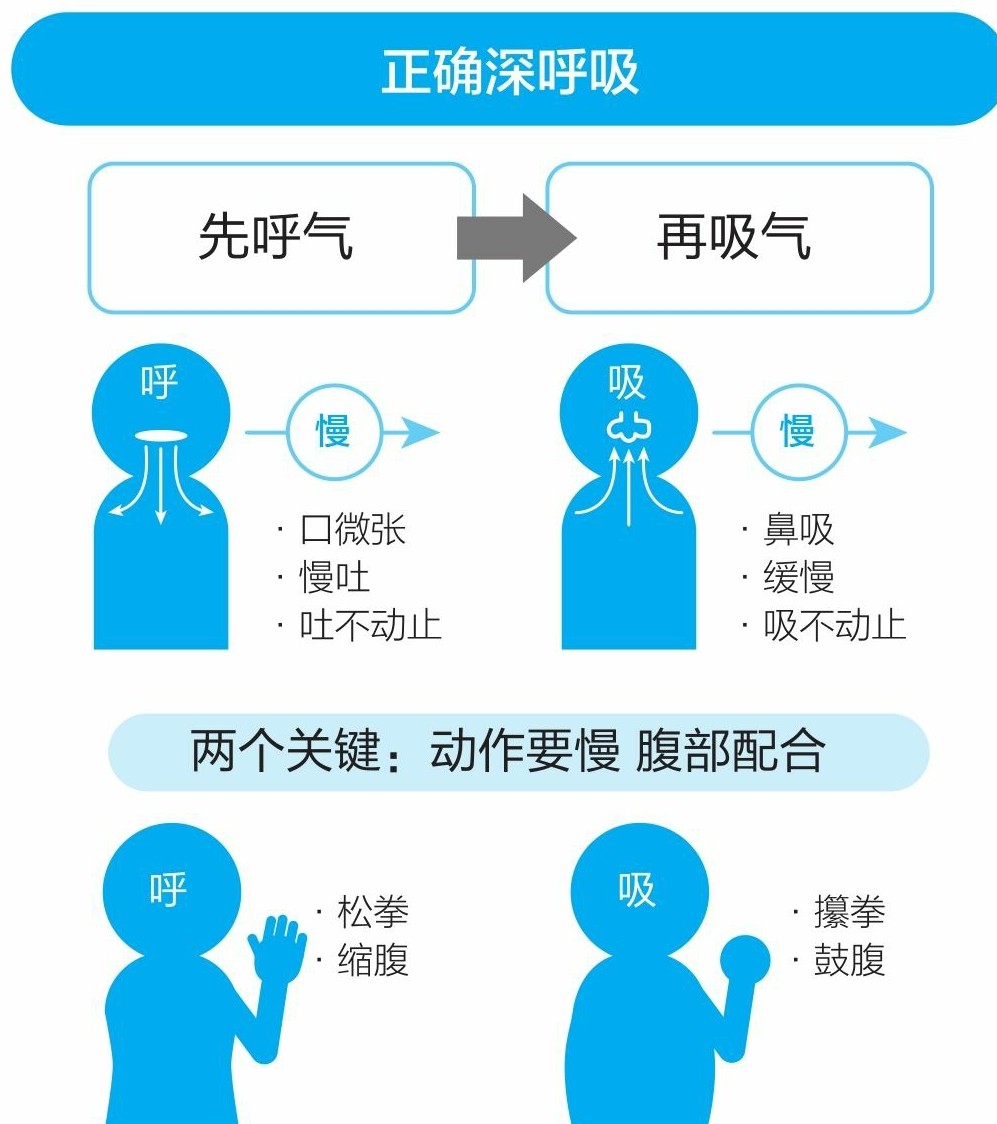 正确深呼吸
先呼气
再吸气
呼
慢
· 口微张
· 慢吐
· 吐不动止
吸
慢
· 鼻吸
· 缓慢
· 吸不动止
两个关键：动作要慢 腹部配合
呼
· 松拳
· 缩腹
吸
· 攥拳
· 鼓腹